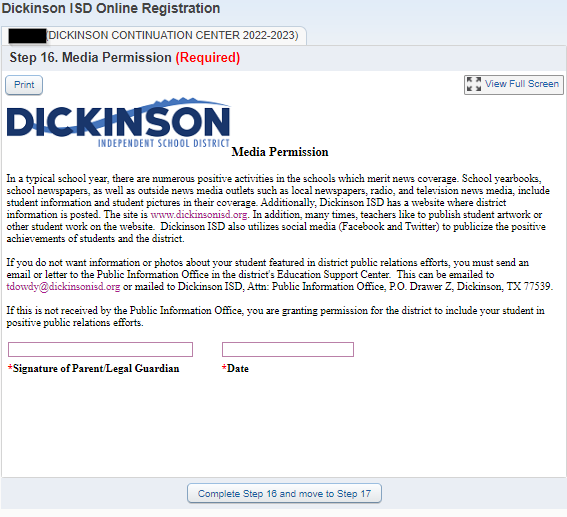 Dickinson ISD Online Registration
(DICKINSON CONTINUATION CENTER 2022-2023)
Step 16. Media Permission (Required)
Print
View Full Screen
DICKINSON
INDEPENDENT SCHOOL DISTRICT
Media Permission
In a typical school year, there are numerous positive activities in the schools which merit news coverage. School yearbooks,
school newspapers, as well as outside news media outlets such as local newspapers, radio, and television news media, include
student information and student pictures in their coverage. Additionally, Dickinson ISD has a website where district
information is posted. The site is www.dickinsonisd.org. In addition, many times, teachers like to publish student artwork or
other student work on the website. Dickinson ISD also utilizes social media (Facebook and Twitter) to publicize the positive
achievements of students and the district.
If you do not want information or photos about your student featured in district public relations efforts, you must send an
email or letter to the Public Information Office in the district's Education Support Center. This can be emailed to
tdowdy@dickinsonisd.org or mailed to Dickinson ISD, Attn: Public Information Office, P.O. Drawer Z, Dickinson, TX 77539.
If this is not received by the Public Information Office, you are granting permission for the district to include your student in
positive public relations efforts.
*Signature of Parent/Legal Guardian *Date
Complete Step 16 and move to Step 17